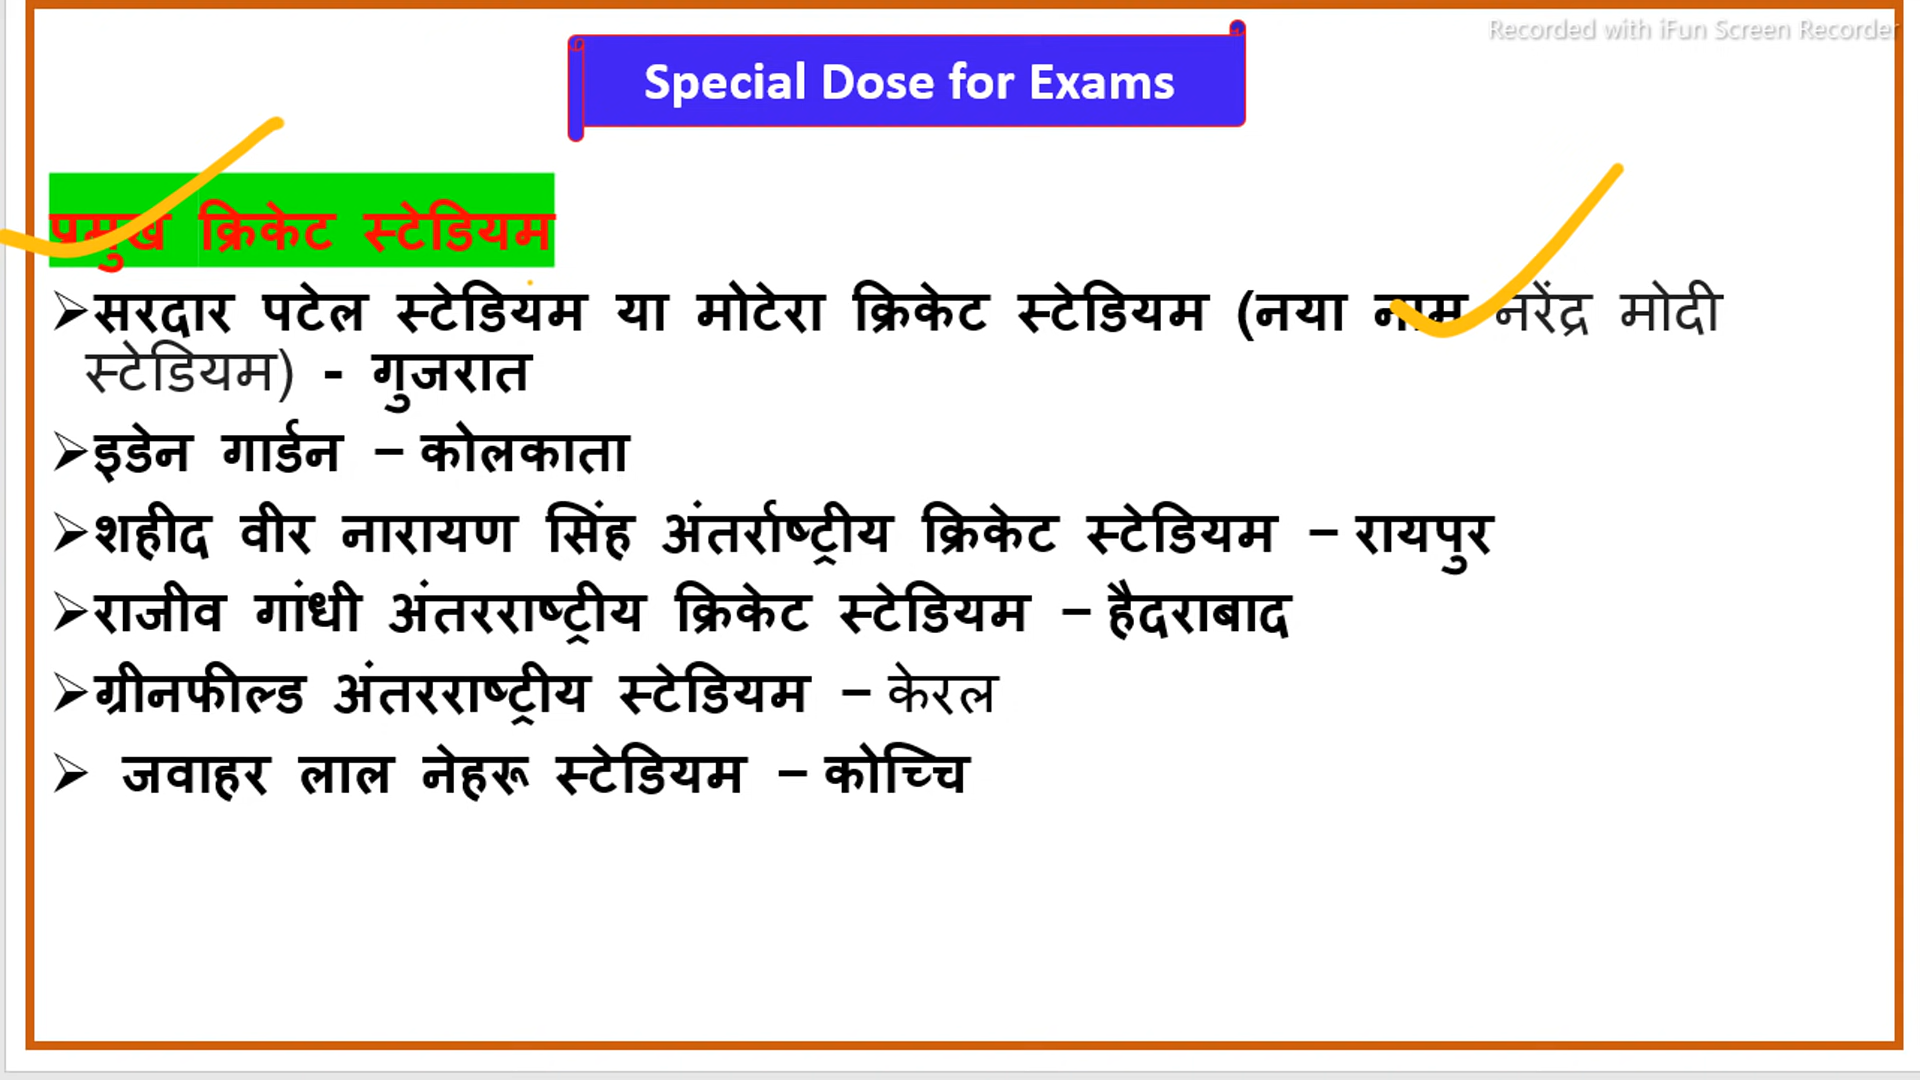 Recorded with iFun Screen Recorder
Special Dose for Exams
प्रमुख क्रिकेट स्टेडियम
➢सरदार पटेल स्टेडियम या मोटेरा क्रिकेट स्टेडियम (नया नाम नरेंद्र मोदी
स्टेडियम) - गुजरात
➢इडेन गार्डन – कोलकाता
➢शहीद वीर नारायण सिंह अंतर्राष्ट्रीय क्रिकेट स्टेडियम – रायपुर
➢राजीव गांधी अंतरराष्ट्रीय क्रिकेट स्टेडियम – हैदराबाद
➢ग्रीनफील्ड अंतरराष्ट्रीय स्टेडियम – केरल
➢ जवाहर लाल नेहरू स्टेडियम – कोच्चि